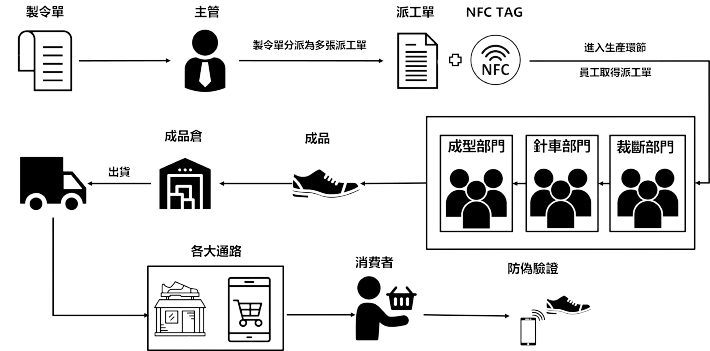 製令單
主管
製令單分派為多張派工單
派工單
NFC TAG
NFC
進入生產環節
員工取得派工單
裁斷部門
針車部門
成型部門
成品
成品倉
出貨
各大通路
消費者
防偽驗證